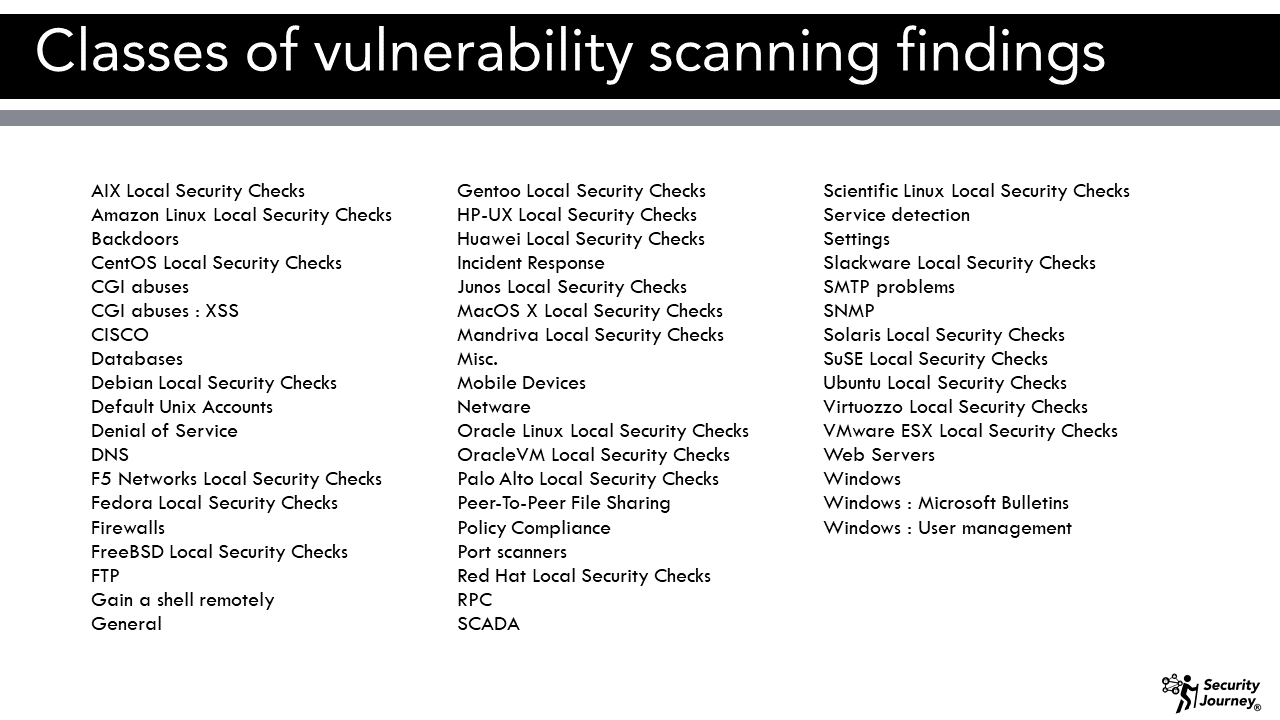 Classes of vulnerability scanning findings
AIX Local Security Checks
Amazon Linux Local Security Checks
Backdoors
CentOS Local Security Checks
CGI abuses
CGI abuses : XSS
CISCO
Databases
Debian Local Security Checks
Default Unix Accounts
Denial of Service
DNS
F5 Networks Local Security Checks
Fedora Local Security Checks
Firewalls
FreeBSD Local Security Checks
FTP
Gain a shell remotely
General
Gentoo Local Security Checks
HP-UX Local Security Checks
Huawei Local Security Checks
Incident Response
Junos Local Security Checks
MacOS X Local Security Checks
Mandriva Local Security Checks
Misc.
Mobile Devices
Netware
Oracle Linux Local Security Checks
OracleVM Local Security Checks
Palo Alto Local Security Checks
Peer-To-Peer File Sharing
Policy Compliance
Port scanners
Red Hat Local Security Checks
RPC
SCADA
Scientific Linux Local Security Checks
Service detection
Settings
Slackware Local Security Checks
SMTP problems
SNMP
Solaris Local Security Checks
SuSE Local Security Checks
Ubuntu Local Security Checks
Virtuozzo Local Security Checks
VMware ESX Local Security Checks
Web Servers
Windows
Windows : Microsoft Bulletins
Windows : User management
Security
Journey®